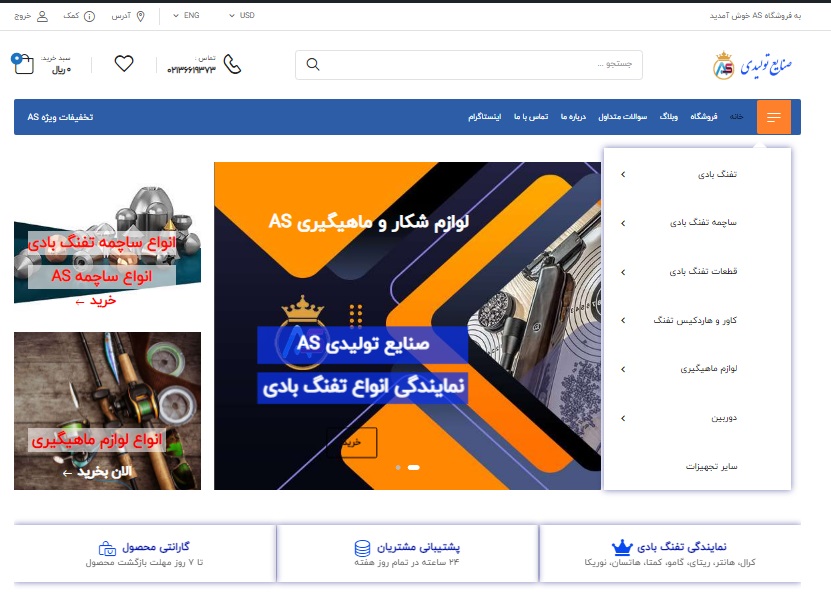 به فروشگاه AS خوش آمدید
USD
ENG
آدرس
کمک
خروج
صنایع تولیدی
AS
جستجو ...
تماس :
۰۲۱۳۶۶۱۹۳۷۳
سبد خرید:
۰ ریال
۰
خانه
فروشگاه
وبلاگ
سوالات متداول
درباره ما
تماس با ما
اینستاگرام
تخفیفات ویژه AS
تفنگ بادی
ساچمه تفنگ بادی
قطعات تفنگ بادی
کاور و هاردکیس تفنگ
لوازم ماهیگیری
دوربین
سایر تجهیزات
لوازم شکار و ماهیگیری AS
صنایع تولیدی AS
نمایندگی انواع تفنگ بادی
خرید
انواع ساچمه تفنگ بادی
انواع ساچمه AS
خرید ←
انواع لوازم ماهیگیری
الان بخرید ←
نمایندگی تفنگ بادی
کرال، هانتر، ریتای، گامو، کمتا، هاتسان، نوریکا
پشتیبانی مشتریان
۲۴ ساعته در تمام روز هفته
گارانتی محصول
تا ۷ روز مهلت بازگشت محصول